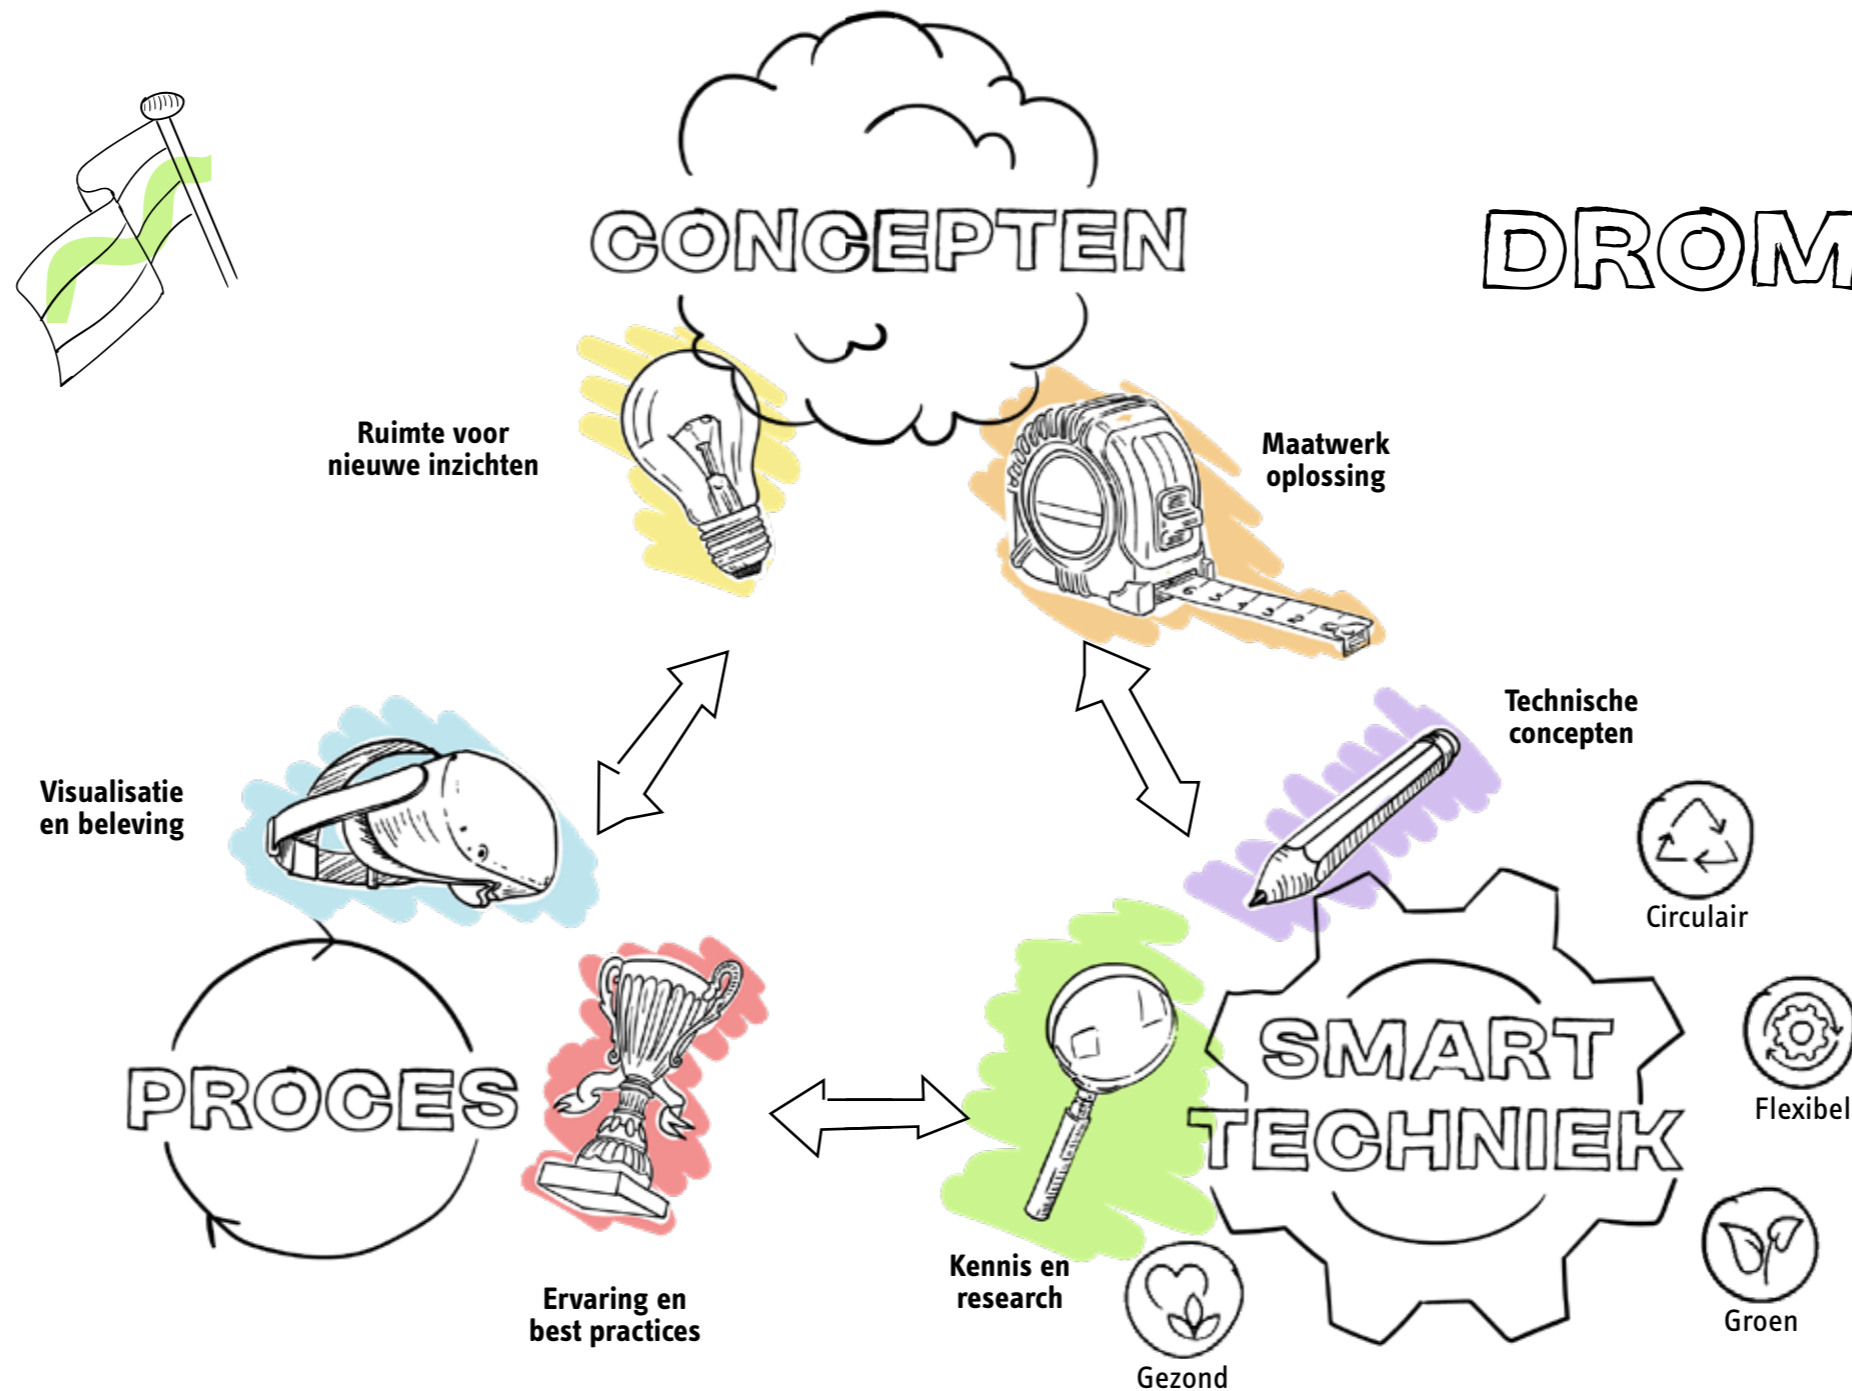 CONCEPTEN
DROM
Ruimte voor
nieuwe inzichten
Maatwerk
oplossing
Technische
concepten
Visualisatie
en beleving
Circulair
SMART
TECHNIEK
Flexibel
PROCES
Kennis en
research
Ervaring en
best practices
Groen
Gezond